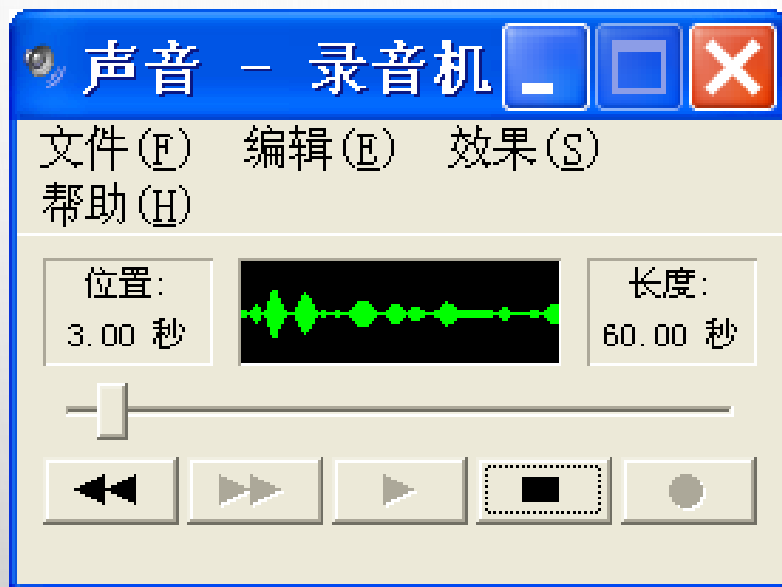 声音 - 录音机
文件(F) 编辑(E) 效果(S)
帮助(H)
位置:
3.00 秒
长度:
60.00 秒